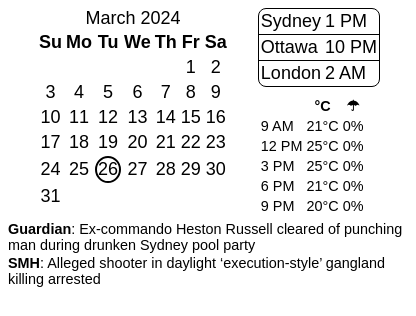 March 2024
Su Mo Tu We Th Fr Sa
1 2
3 4 5 6 7 8 9
10 11 12 13 14 15 16
17 18 19 20 21 22 23
24 25 26 27 28 29 30
31
Sydney 1 PM
Ottawa 10 PM
London 2 AM
°C ☂
9 AM 21°C 0%
12 PM 25°C 0%
3 PM 25°C 0%
6 PM 21°C 0%
9 PM 20°C 0%
Guardian: Ex-commando Heston Russell cleared of punching
man during drunken Sydney pool party
SMH: Alleged shooter in daylight ‘execution-style’ gangland
killing arrested